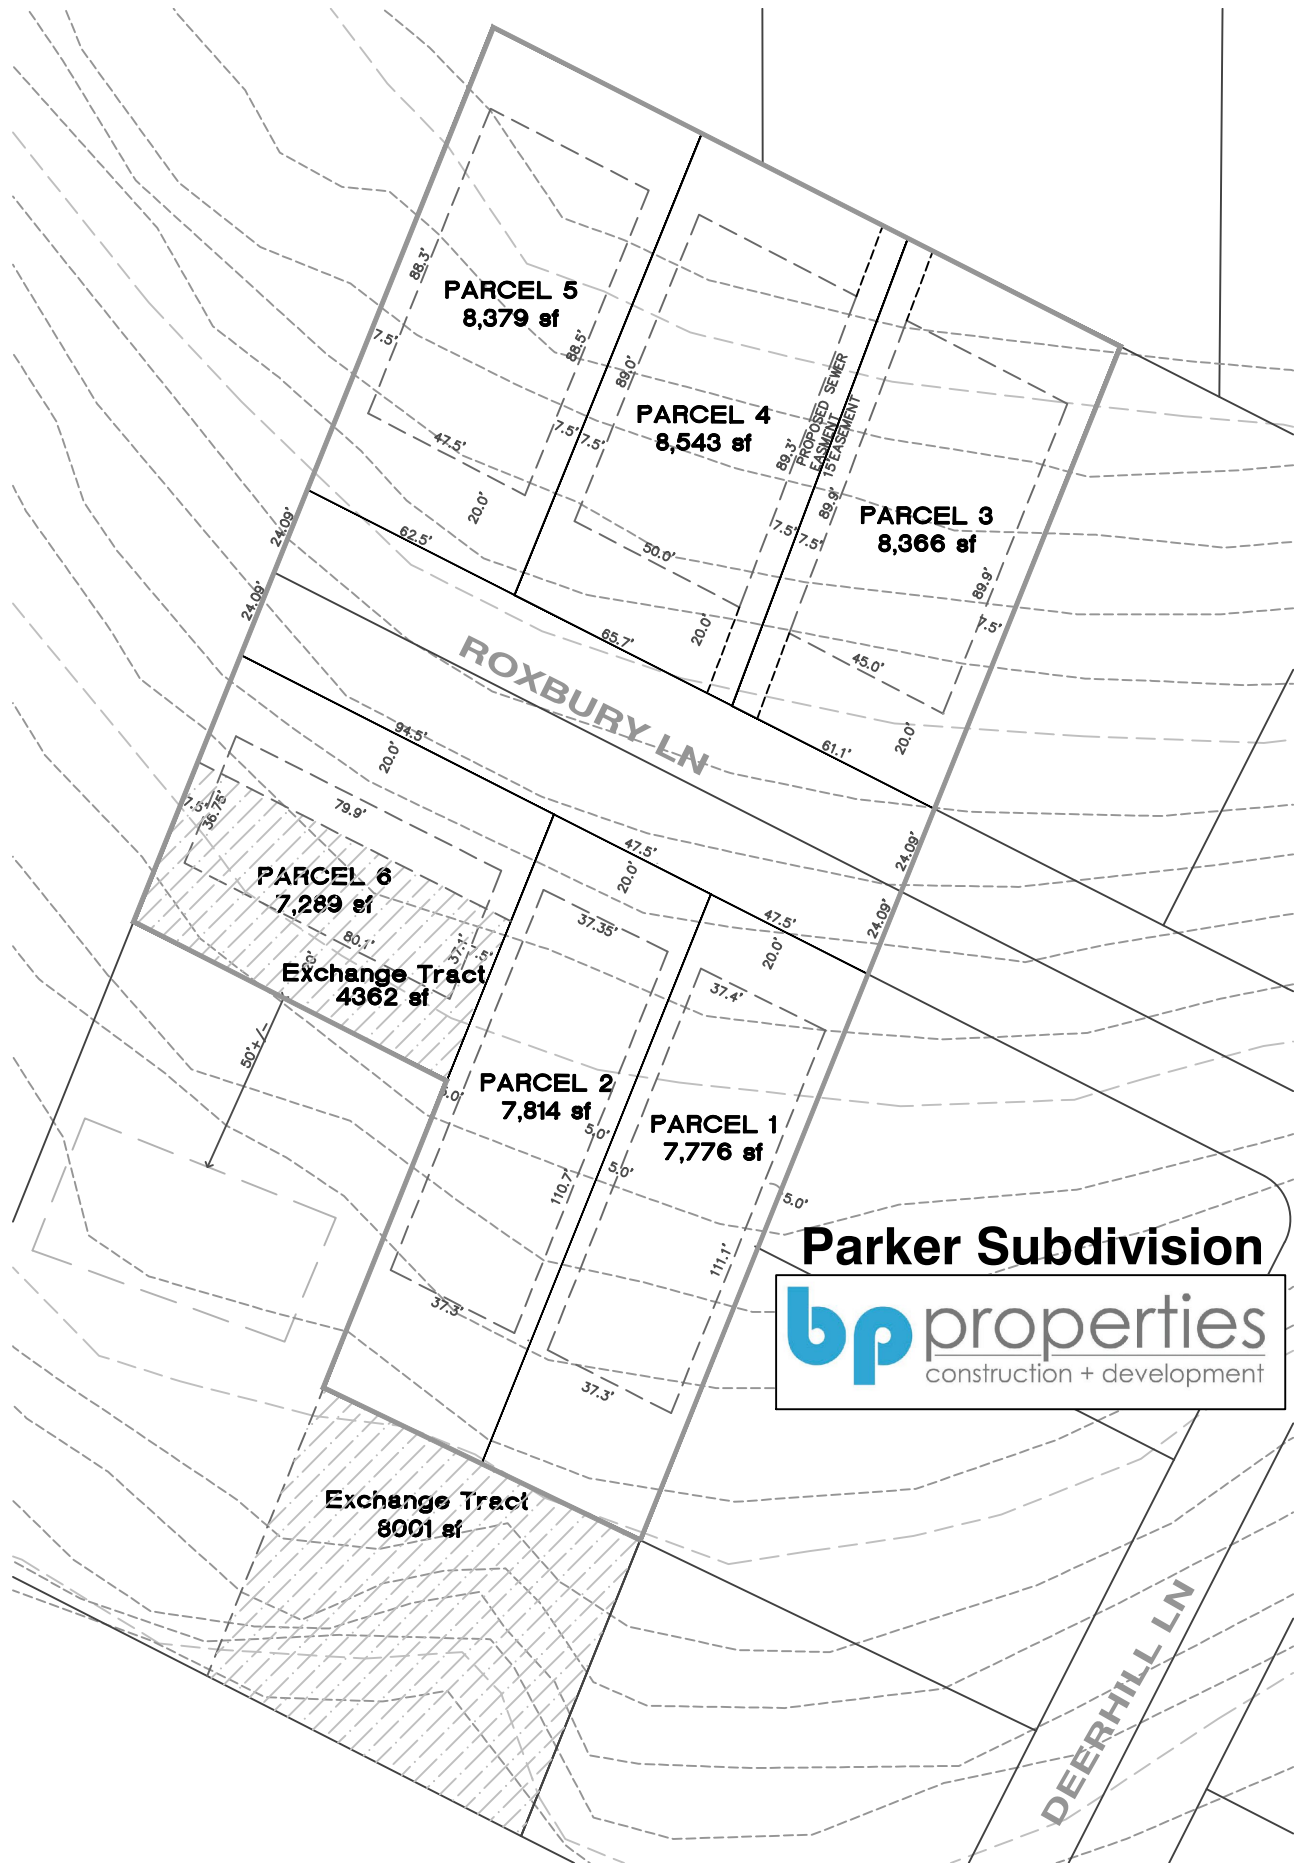 88.3'
PARCEL 5
8,379 sf
7.5'
88.5'
89.0'
47.5'
7.5'
7.5'
20.0'
PARCEL 4
8,543 sf
89.3'
PROPOSED SEWER
EASMENT
15'EASEMENT
89.9'
7.5'
7.5'
PARCEL 3
8,366 sf
89.9'
7.5'
24.09'
24.09'
62.5'
50.0'
65.7'
20.0'
45.0'
20.0'
61.1'
ROXBURY LN
94.5'
20.0'
79.9'
7.5'
36.75'
PARCEL 6
7,289 sf
80.1'
37.1'
7.5'
Exchange Tract
4362 sf
50'+/-
47.5'
20.0'
37.35'
47.5'
20.0'
37.4'
24.09'
24.09'
PARCEL 2
7,814 sf
5.0'
110.7'
5.0'
PARCEL 1
7,776 sf
5.0'
111.1'
37.3'
37.3'
Parker Subdivision
bp properties
construction + development
Exchange Tract
8001 sf
DEERHILL LN